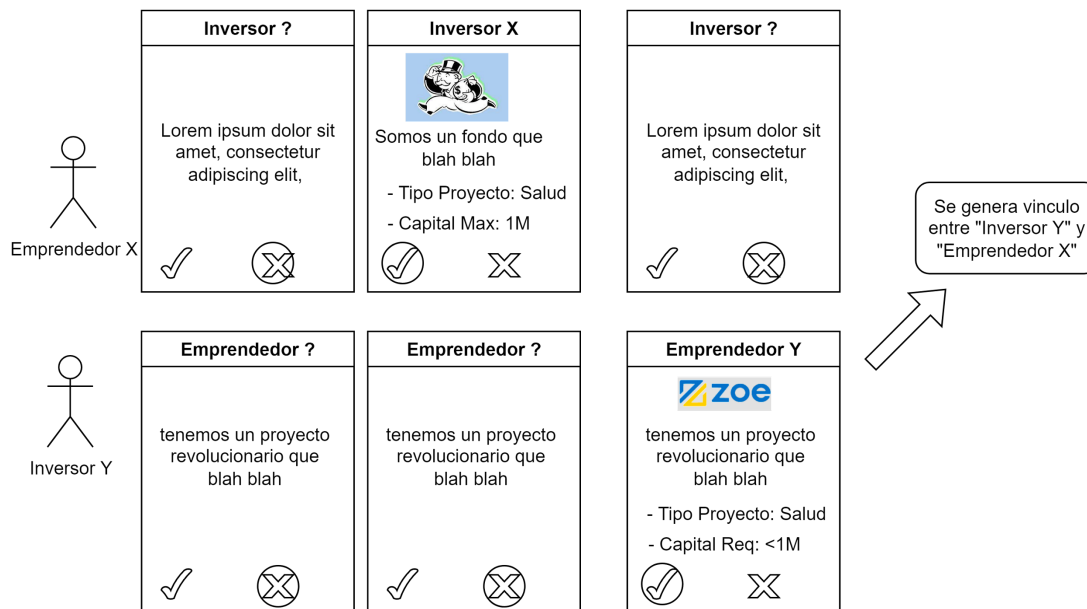 Inversor ?
Lorem ipsum dolor sit
amet, consectetur
adipiscing elit,
Inversor X
$
Somos un fondo que
blah blah
- Tipo Proyecto: Salud
- Capital Max: 1M
Inversor ?
Lorem ipsum dolor sit
amet, consectetur
adipiscing elit,
Emprendedor X
Se genera vinculo
entre "Inversor Y" y
"Emprendedor X"
Emprendedor ?
tenemos un proyecto
revolucionario que
blah blah
Emprendedor ?
tenemos un proyecto
revolucionario que
blah blah
Emprendedor Y
zoe
tenemos un proyecto
revolucionario que
blah blah
- Tipo Proyecto: Salud
- Capital Req: <1M
Inversor Y